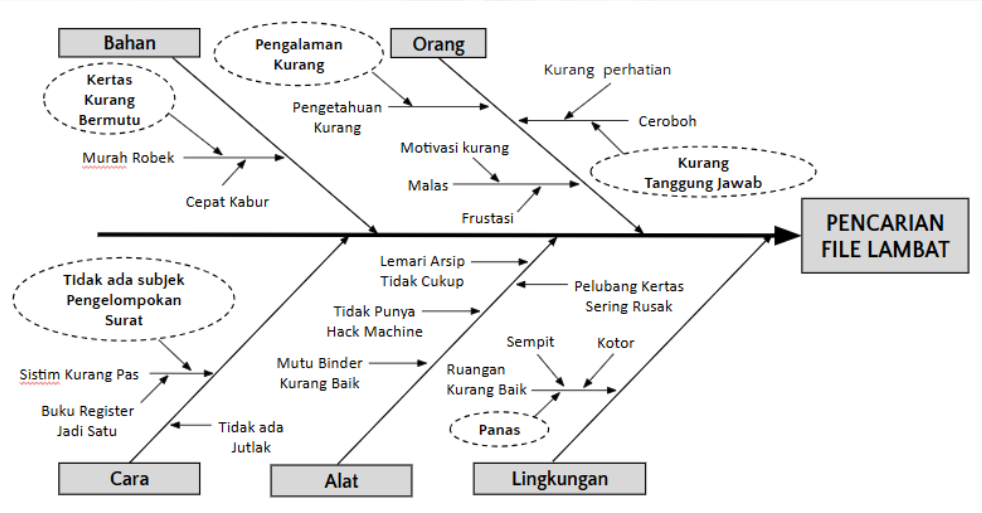 Bahan
Kertas
Kurang
Bermutu
Murah Robek
Cepat Kabur
Pengalaman
Kurang
Orang
Pengetahuan
Kurang
Kurang perhatian
Ceroboh
Kurang
Tanggung Jawab
Motivasi kurang
Malas
Frustasi
PENCARIAN
FILE LAMBAT
TIdak ada subjek
Pengelompokan
Surat
Sistim Kurang Pas
Buku Register
Jadi Satu
Tidak ada
Jutlak
Cara
Lemari Arsip
Tidak Cukup
Pelubang Kertas
Sering Rusak
Tidak Punya
Hack Machine
Mutu Binder
Kurang Baik
Alat
Sempit
Kotor
Ruangan
Kurang Baik
Panas
Lingkungan